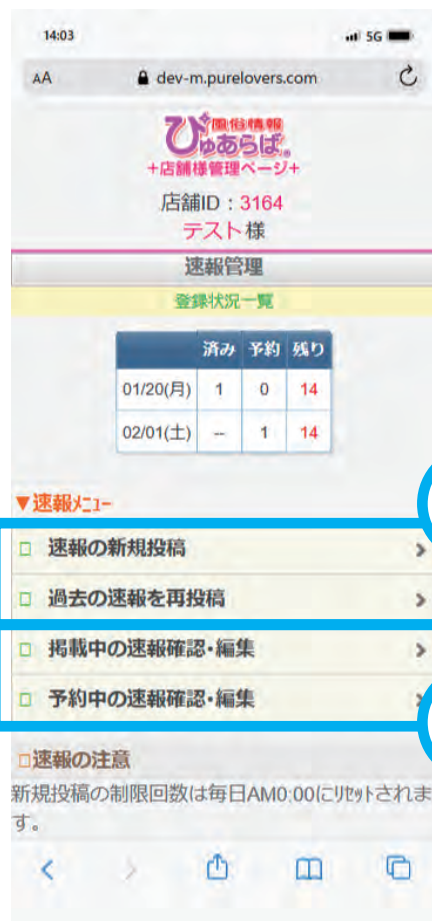 14:03
5G
AA dev-m.purelovers.com
風俗情報
ぴゅあらば。
+店舗様管理ページ+
店舗ID：3164
テスト様
速報管理
登録状況一覧
済み 予約 残り
01/20(月) 1 0 14
02/01(土) -- 1 14
▼速報ﾒﾆｭｰ
□ 速報の新規投稿
□ 過去の速報を再投稿
□ 掲載中の速報確認･編集
□ 予約中の速報確認･編集
□速報の注意
新規投稿の制限回数は毎日AM0:00にﾘｾｯﾄされま
す。